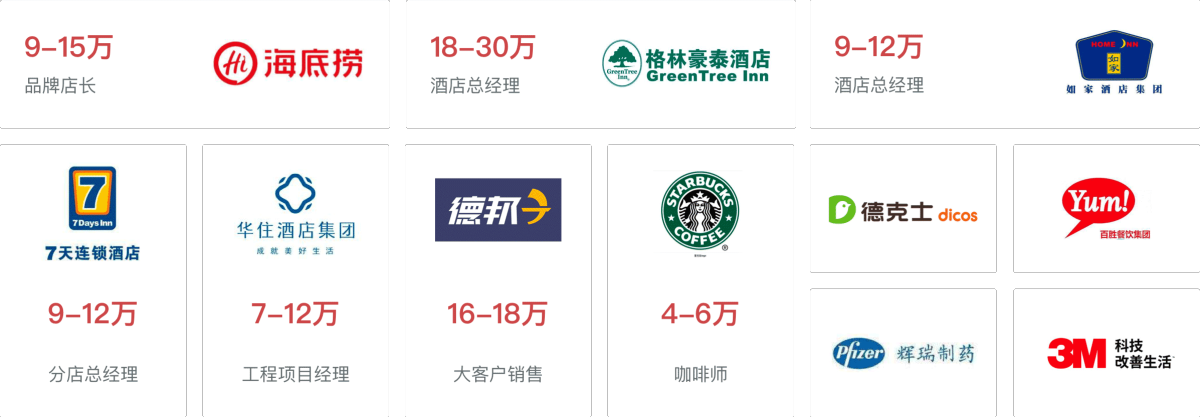 9-15万
品牌店长
Hi 海底捞
18-30万
酒店总经理
GreenTree Inn
格林豪泰酒店
GreenTree Inn
9-12万
酒店总经理
HOME INN
如家
如家酒店集团
7
7 Days Inn
7天连锁酒店
9-12万
分店总经理
华住酒店集团
成就美好生活
7-12万
工程项目经理
德邦
16-18万
大客户销售
STARBUCKS
COFFEE
4-6万
咖啡师
德克士 dicos
Yum!
百胜餐饮集团
Pfizer 辉瑞制药
3M 科技
改善生活